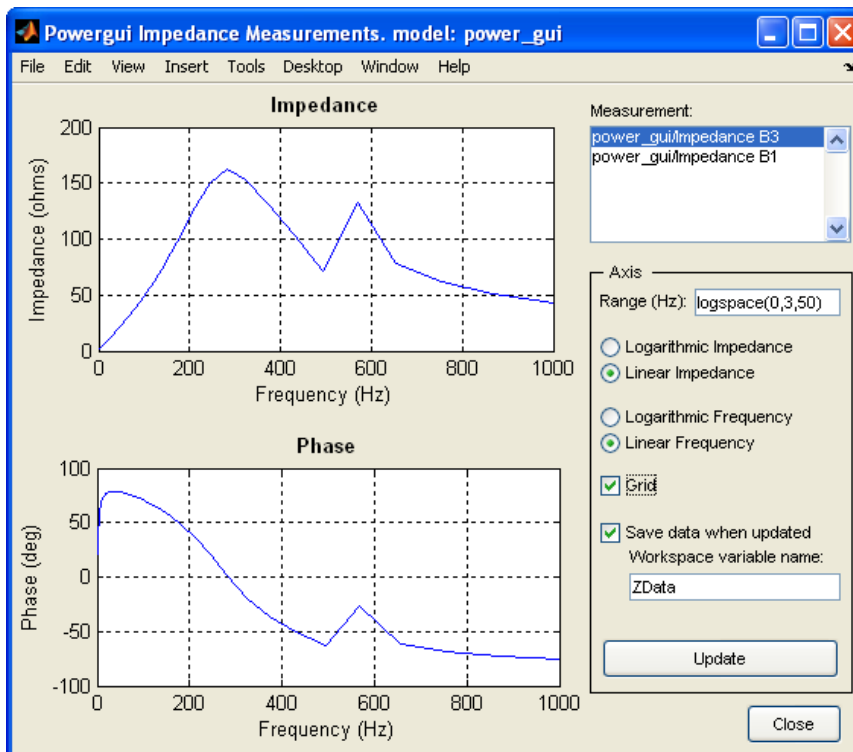 Powergui Impedance Measurements. model: power_gui
File Edit View Insert Tools Desktop Window Help
Impedance
200
150
100
50
0
Impedance (ohms)
0 200 400 600 800 1000
Frequency (Hz)
Phase
100
50
0
-50
-100
Phase (deg)
0 200 400 600 800 1000
Frequency (Hz)
Measurement:
power_gui/Impedance B3
power_gui/Impedance B1
Axis
Range (Hz): logspace(0,3,50)
Logarithmic Impedance
Linear Impedance
Logarithmic Frequency
Linear Frequency
Grid
Save data when updated
Workspace variable name:
ZData
Update
Close